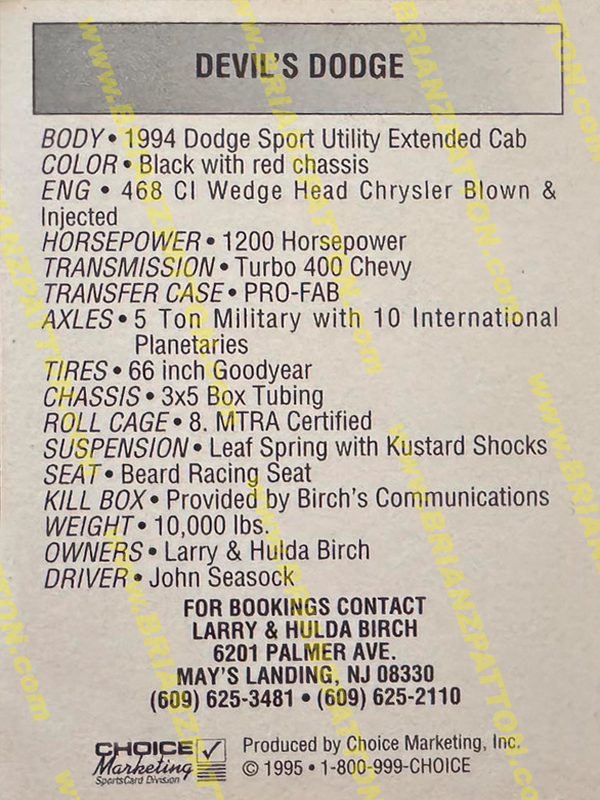 DEVIL'S DODGE
BODY • 1994 Dodge Sport Utility Extended Cab
COLOR • Black with red chassis
ENG • 468 CI Wedge Head Chrysler Blown &
Injected
HORSEPOWER • 1200 Horsepower
TRANSMISSION • Turbo 400 Chevy
TRANSFER CASE • PRO-FAB
AXLES • 5 Ton Military with 10 International
Planetaries
TIRES • 66 inch Goodyear
CHASSIS • 3x5 Box Tubing
ROLL CAGE • 8. MTRA Certified
SUSPENSION • Leaf Spring with Kustard Shocks
SEAT • Beard Racing Seat
KILL BOX • Provided by Birch's Communications
WEIGHT • 10,000 lbs.
OWNERS • Larry & Hulda Birch
DRIVER • John Seasock
FOR BOOKINGS CONTACT
LARRY & HULDA BIRCH
6201 PALMER AVE.
MAY'S LANDING, NJ 08330
(609) 625-3481 • (609) 625-2110
CHOICE
Marketing
SportsCard Division
Produced by Choice Marketing, Inc.
© 1995 • 1-800-999-CHOICE
www.BRIANZPATTON.com